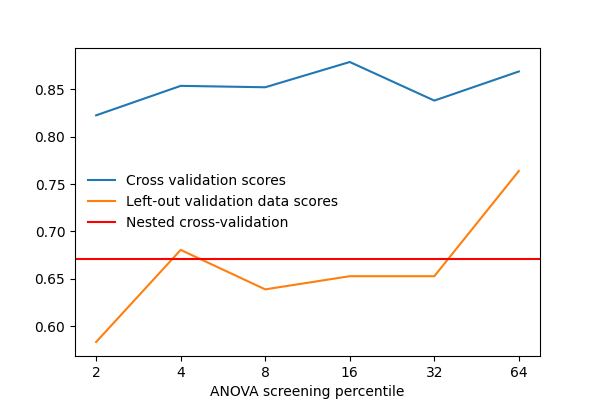 0.85
0.80
0.75
0.70
0.65
0.60
Cross validation scores
Left-out validation data scores
Nested cross-validation
2 4 8 16 32 64
ANOVA screening percentile